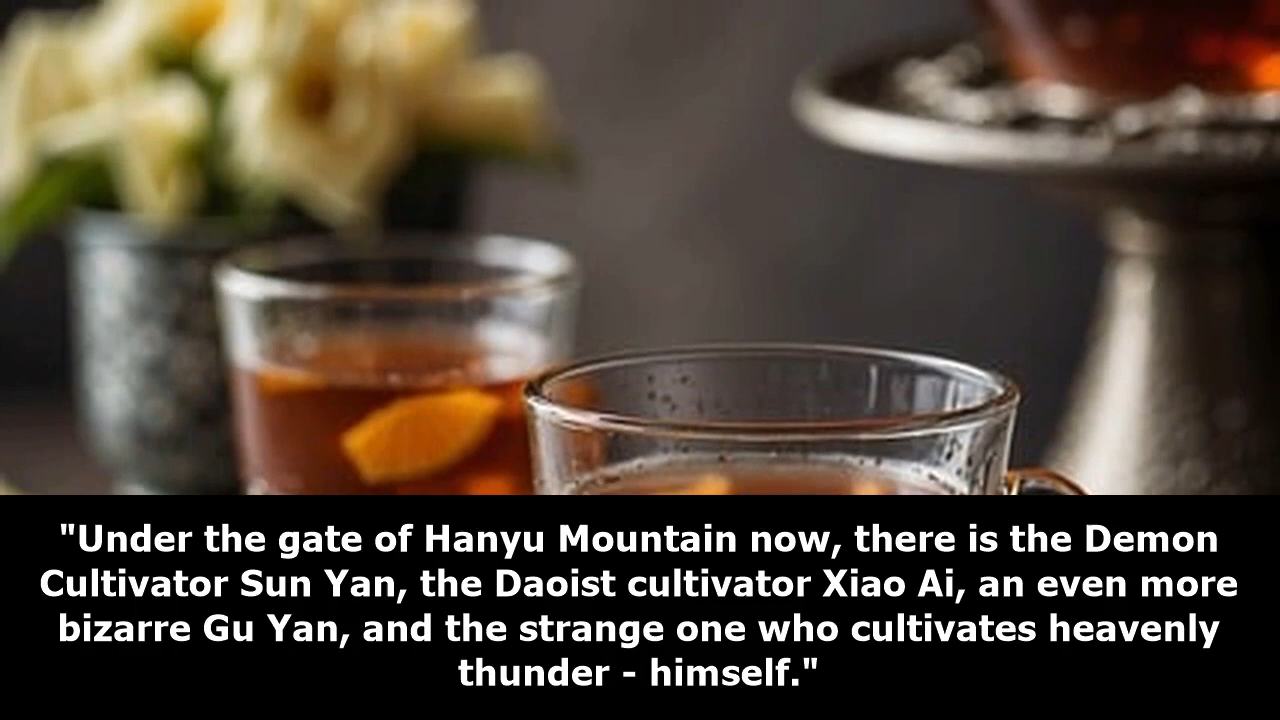 "Under the gate of Hanyu Mountain now, there is the Demon
Cultivator Sun Yan, the Daoist cultivator Xiao Ai, an even more
bizarre Gu Yan, and the strange one who cultivates heavenly
thunder - himself."